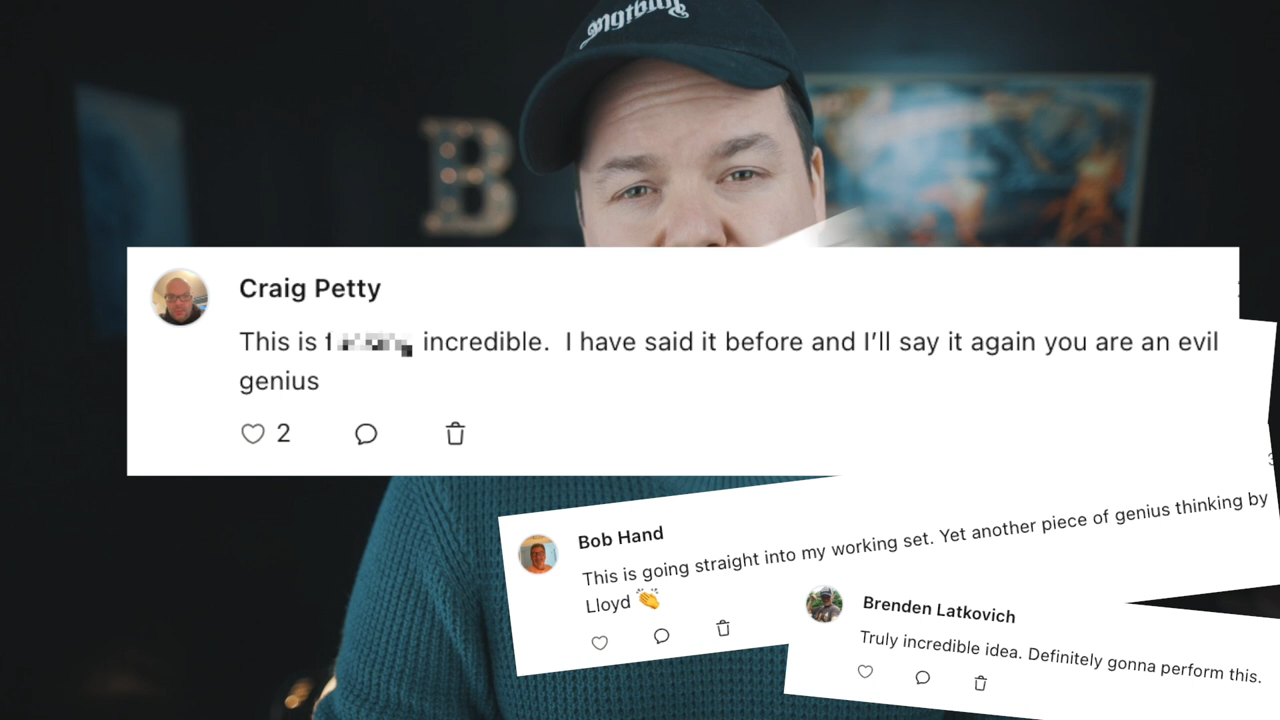 B
Craig Petty
This is incredible. I have said it before and I’ll say it again you are an evil
genius
2
Bob Hand
This is going straight into my working set. Yet another piece of genius thinking by
Lloyd 👏
Brenden Latkovich
Truly incredible idea. Definitely gonna perform this.